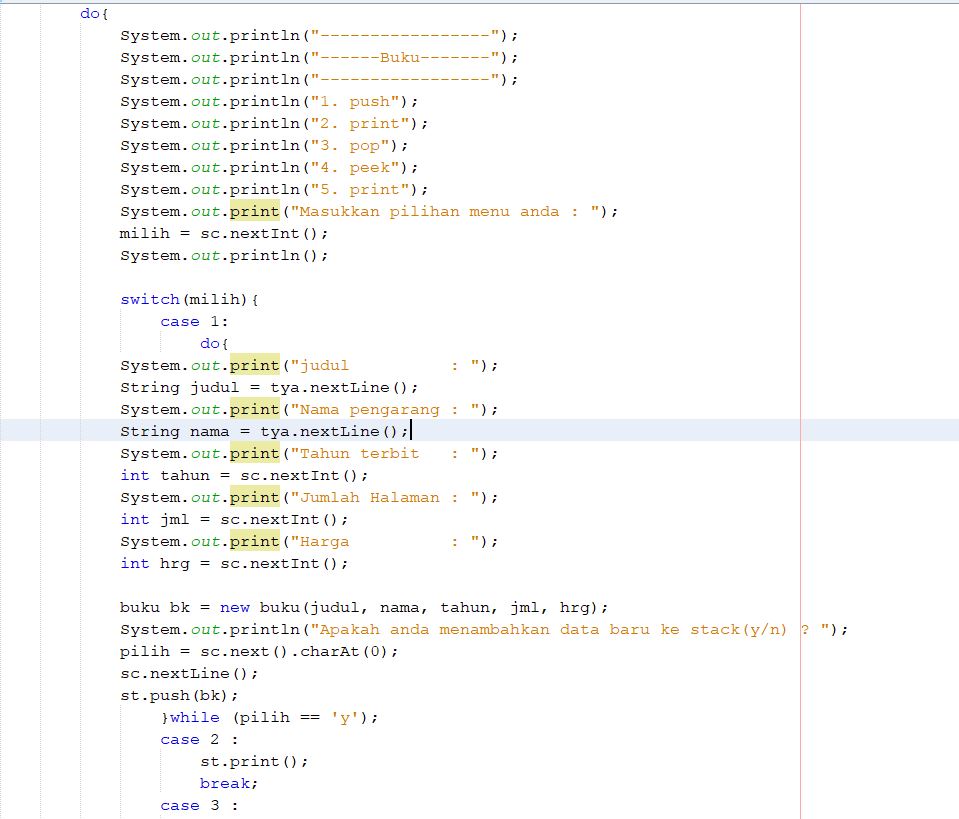 do{
System.out.println("-----------------");
System.out.println("------Buku-------");
System.out.println("-----------------");
System.out.println("1. push");
System.out.println("2. print");
System.out.println("3. pop");
System.out.println("4. peek");
System.out.println("5. print");
System.out.print("Masukkan pilihan menu anda : ");
milih = sc.nextInt();
System.out.println();
switch(milih){
case 1:
do{
System.out.print("judul          : ");
String judul = tya.nextLine();
System.out.print("Nama pengarang : ");
String nama = tya.nextLine();
System.out.print("Tahun terbit   : ");
int tahun = sc.nextInt();
System.out.print("Jumlah Halaman : ");
int jml = sc.nextInt();
System.out.print("Harga          : ");
int hrg = sc.nextInt();
buku bk = new buku(judul, nama, tahun, jml, hrg);
System.out.println("Apakah anda menambahkan data baru ke stack(y/n) ? ");
pilih = sc.next().charAt(0);
sc.nextLine();
st.push(bk);
}while (pilih == 'y');
case 2 :
st.print();
break;
case 3 :